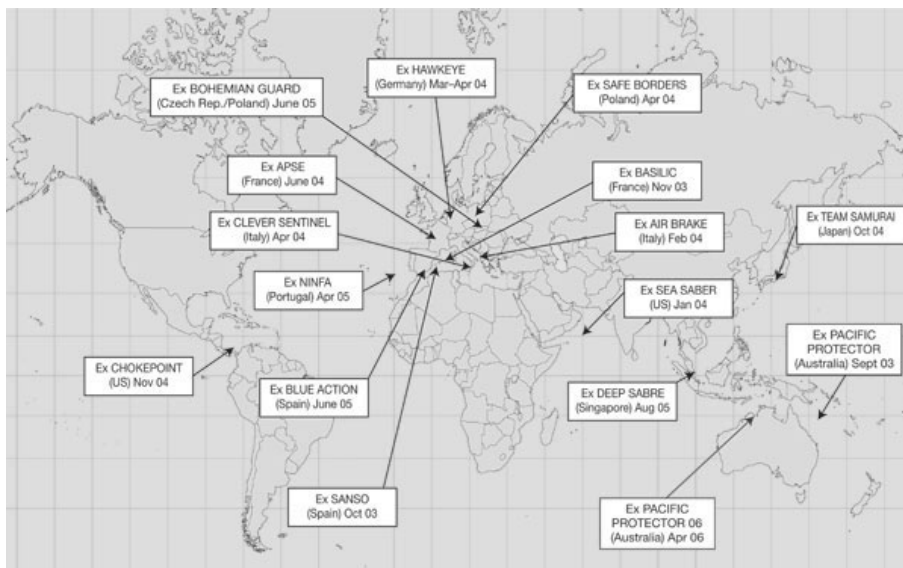 Ex HAWKEYE
(Germany) Mar–Apr 04
Ex BOHEMIAN GUARD
(Czech Rep./Poland) June 05
Ex SAFE BORDERS
(Poland) Apr 04
Ex APSE
(France) June 04
Ex BASILIC
(France) Nov 03
Ex CLEVER SENTINEL
(Italy) Apr 04
Ex AIR BRAKE
(Italy) Feb 04
Ex TEAM SAMURAI
(Japan) Oct 04
Ex NINFA
(Portugal) Apr 05
Ex SEA SABER
(US) Jan 04
Ex PACIFIC
PROTECTOR
(Australia) Sept 03
Ex CHOKEPOINT
(US) Nov 04
Ex BLUE ACTION
(Spain) June 05
Ex DEEP SABRE
(Singapore) Aug 05
Ex SANSO
(Spain) Oct 03
Ex PACIFIC
PROTECTOR 06
(Australia) Apr 06